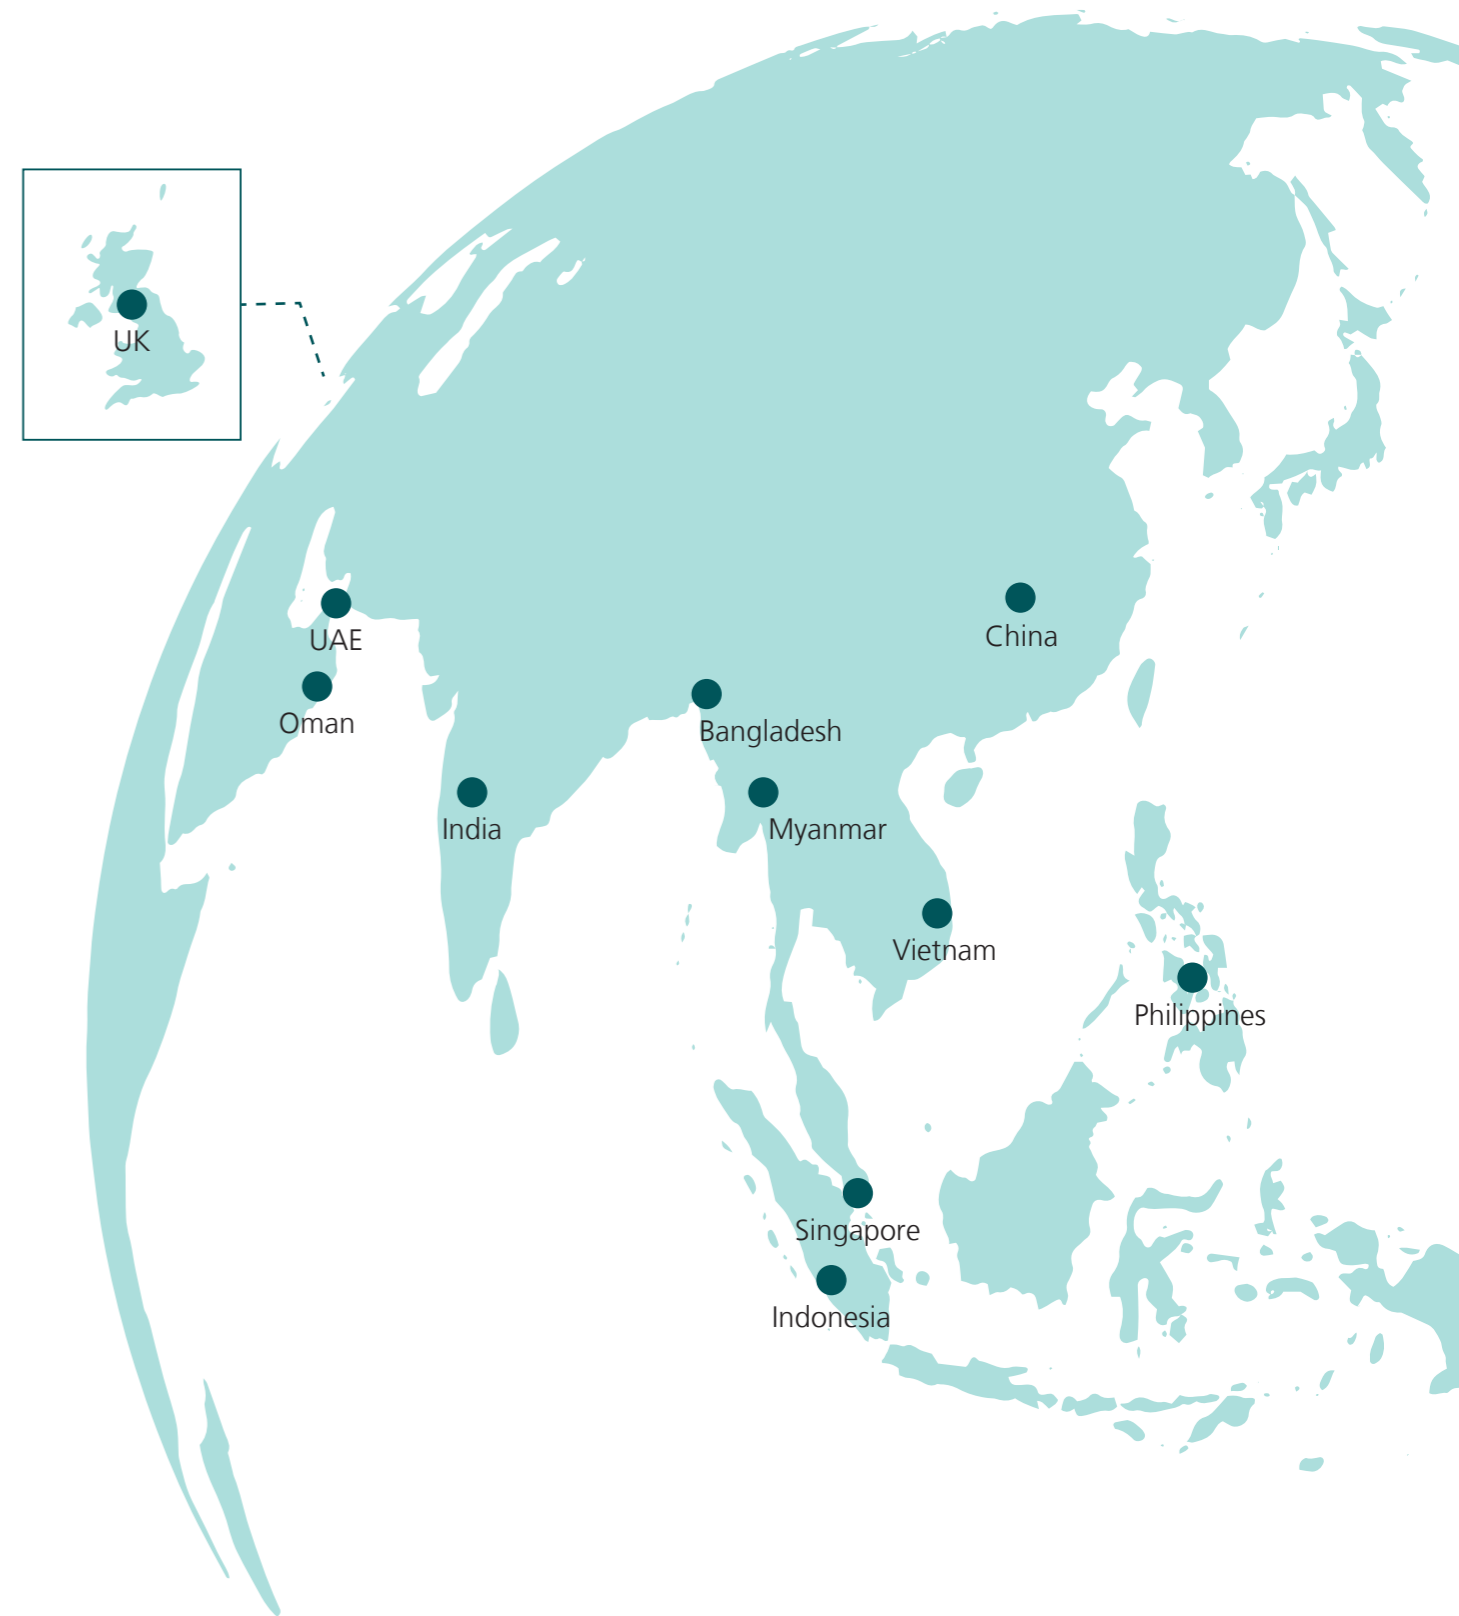 UK
UAE
China
Oman
Bangladesh
India
Myanmar
Vietnam
Philippines
Singapore
Indonesia